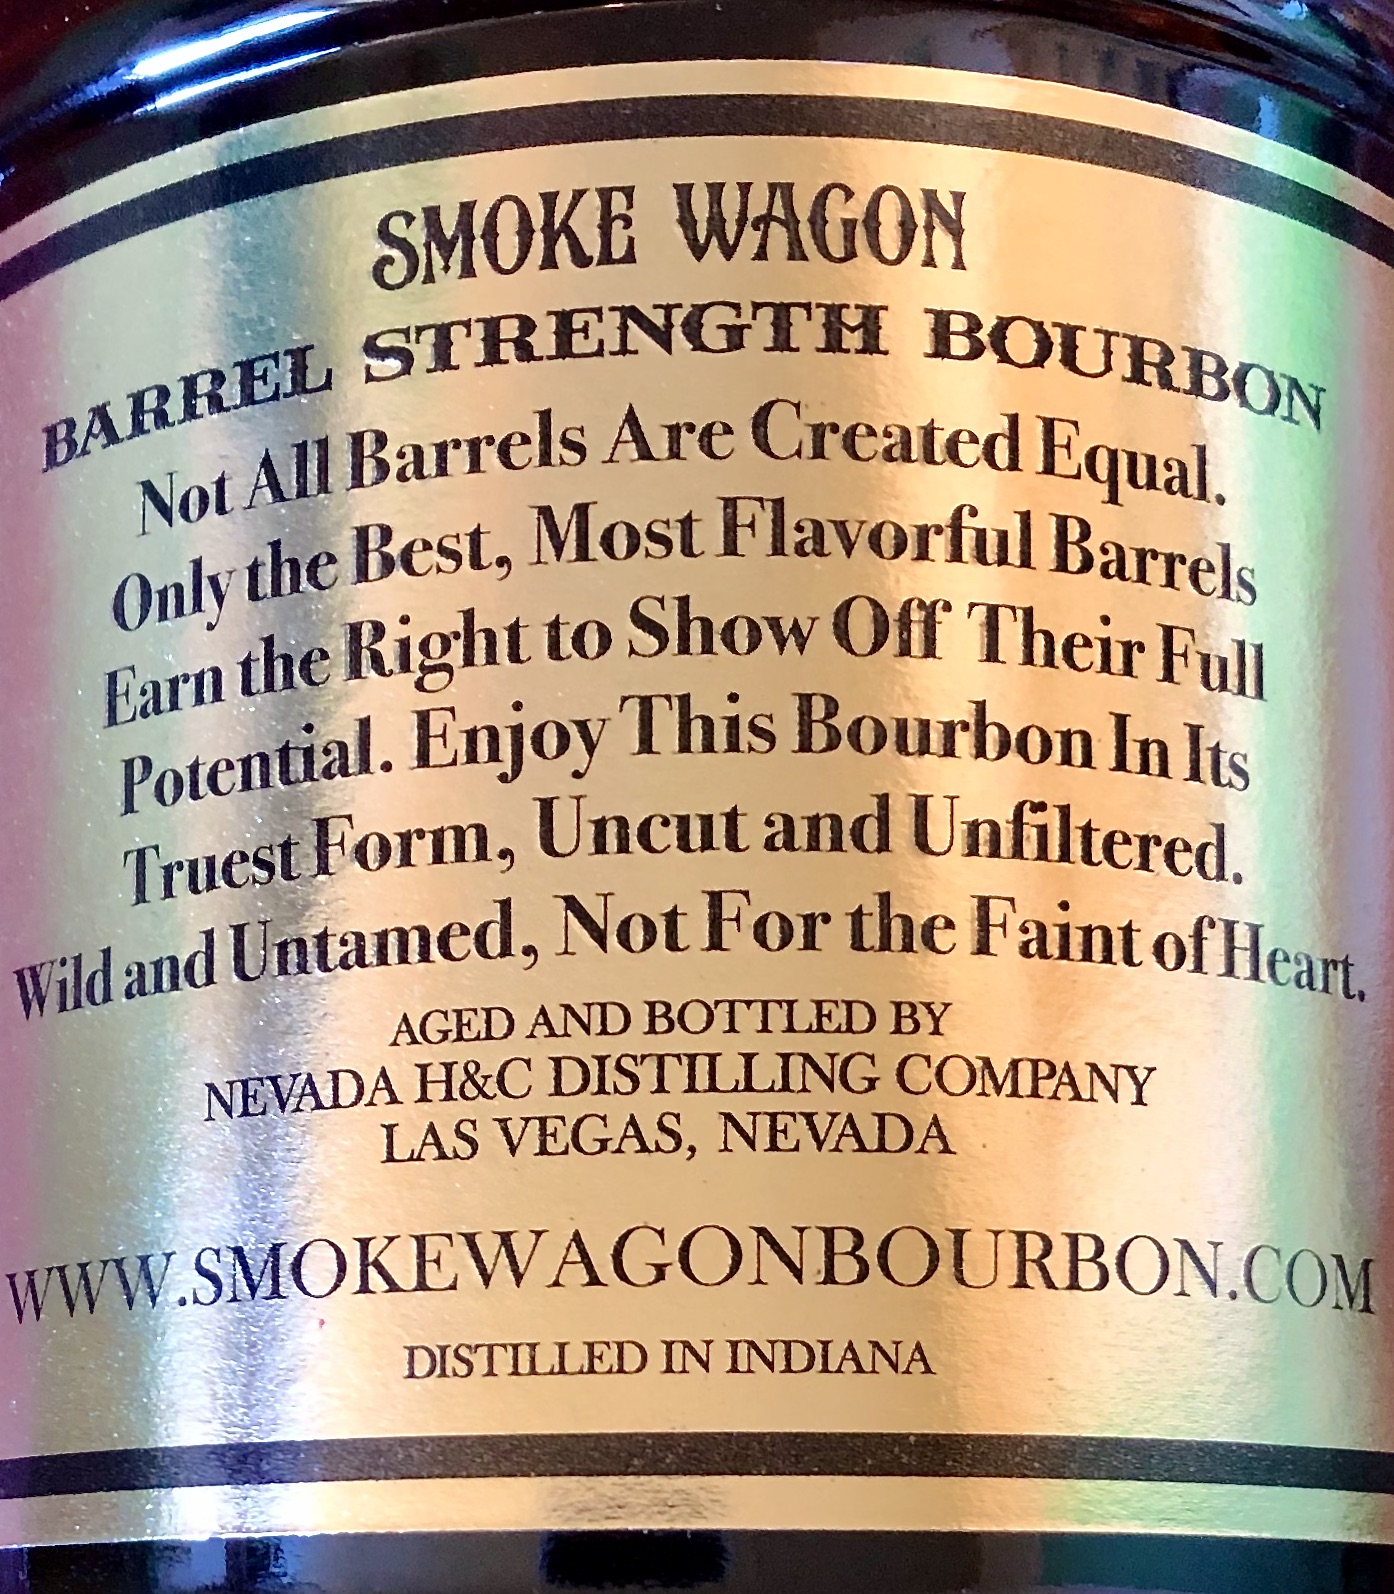 SMOKE WAGON
BARREL STRENGTH BOURBON
Not All Barrels Are Created Equal.
Only the Best, Most Flavorful Barrels
Earn the Right to Show Off Their Full
Potential. Enjoy This Bourbon In Its
Truest Form, Uncut and Unfiltered.
Wild and Untamed, Not For the Faint of Heart.
AGED AND BOTTLED BY
NEVADA H&C DISTILLING COMPANY
LAS VEGAS, NEVADA
WWW.SMOKEWAGONBOURBON.COM
DISTILLED IN INDIANA